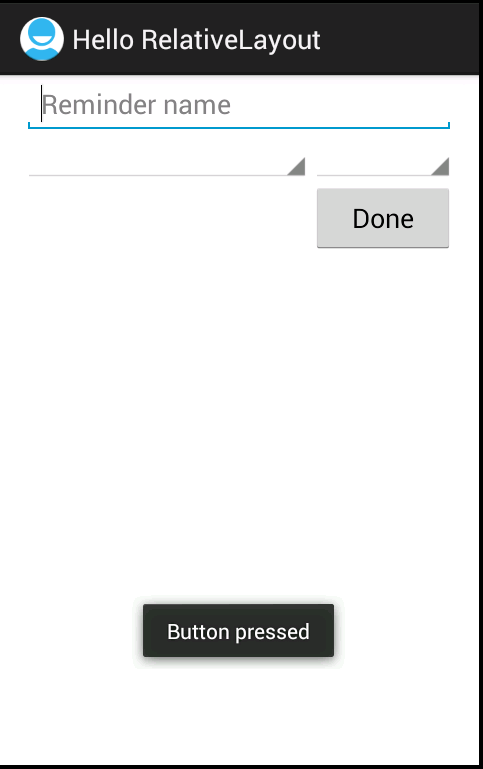 Hello RelativeLayout
Reminder name
Done
Button pressed